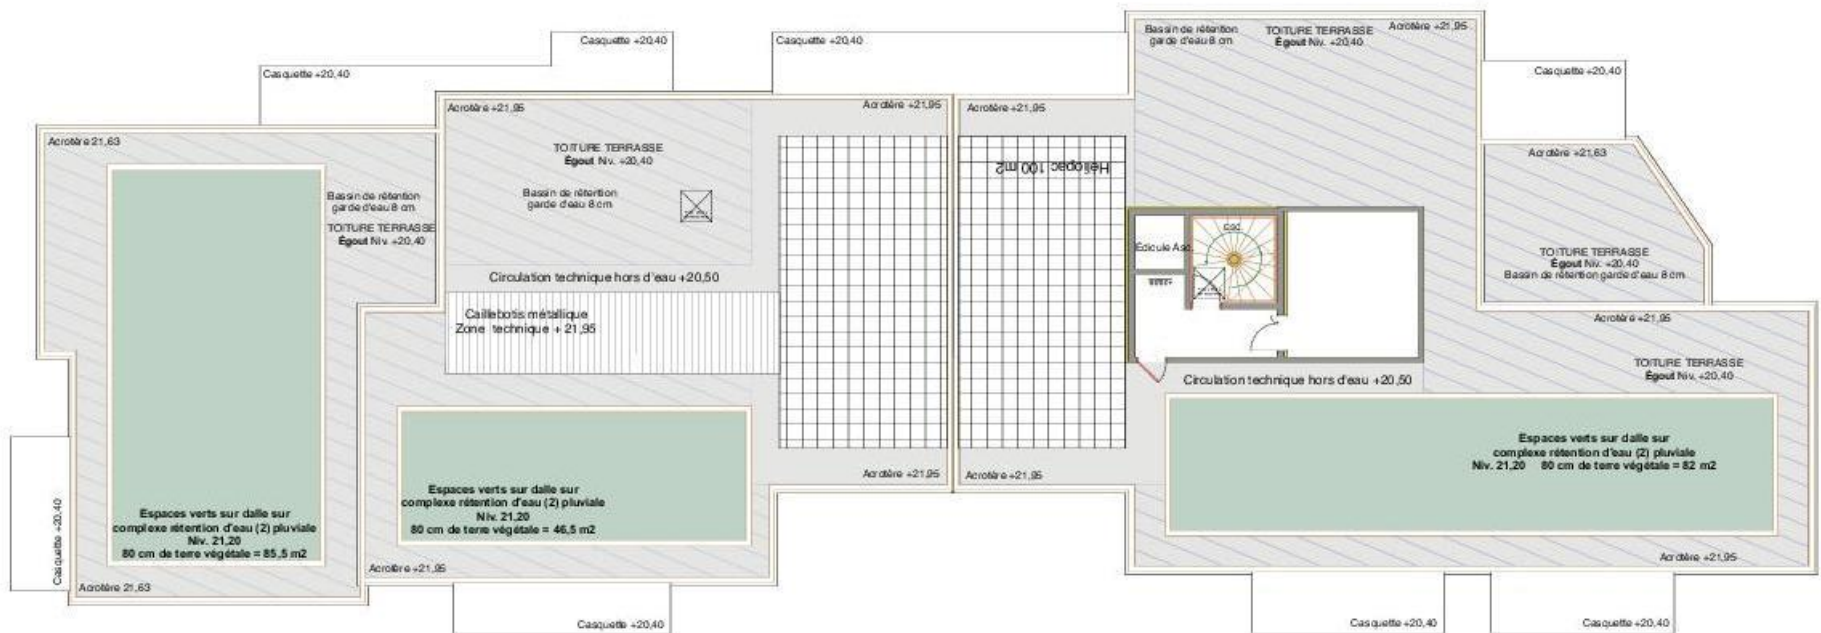 Bassin de rétention
garde d'eau 8 cm
TOITURE TERRASSE
Égout Niv. +20,40
Acrotère +21,95
Casquette +20,40
Casquette +20,40
Casquette +20,40
Casquette +20,40
Acrotère +21,95
Acrotère +21,95
Acrotère +21,95
Acrotère 21,63
TOITURE TERRASSE
Égout Niv. +20,40
Bassin de rétention
garde d'eau 8 cm
Héliopac 100 m2
Acrotère +21,63
Bassin de rétention
garde d'eau 8 cm
TOITURE TERRASSE
Égout Niv. +20,40
Édicule Asc.
TOITURE TERRASSE
Égout Niv. +20,40
Bassin de rétention garde d'eau 8 cm
Circulation technique hors d'eau +20,50
Caillebotis métallique
Zone technique + 21,95
Acrotère +21,95
TOITURE TERRASSE
Égout Niv. +20,40
Circulation technique hors d'eau +20,50
Espaces verts sur dalle sur
complexe rétention d'eau (2) pluviale
Niv. 21,20 80 cm de terre végétale = 82 m2
Acrotère +21,95
Acrotère +21,95
Espaces verts sur dalle sur
complexe rétention d'eau (2) pluviale
Niv. 21,20
80 cm de terre végétale = 46,5 m2
Espaces verts sur dalle sur
complexe rétention d'eau (2) pluviale
Niv. 21,20
80 cm de terre végétale = 85,5 m2
Casquette +20,40
Acrotère +21,95
Acrotère +21,95
Acrotère 21,63
Casquette +20,40
Casquette +20,40
Casquette +20,40